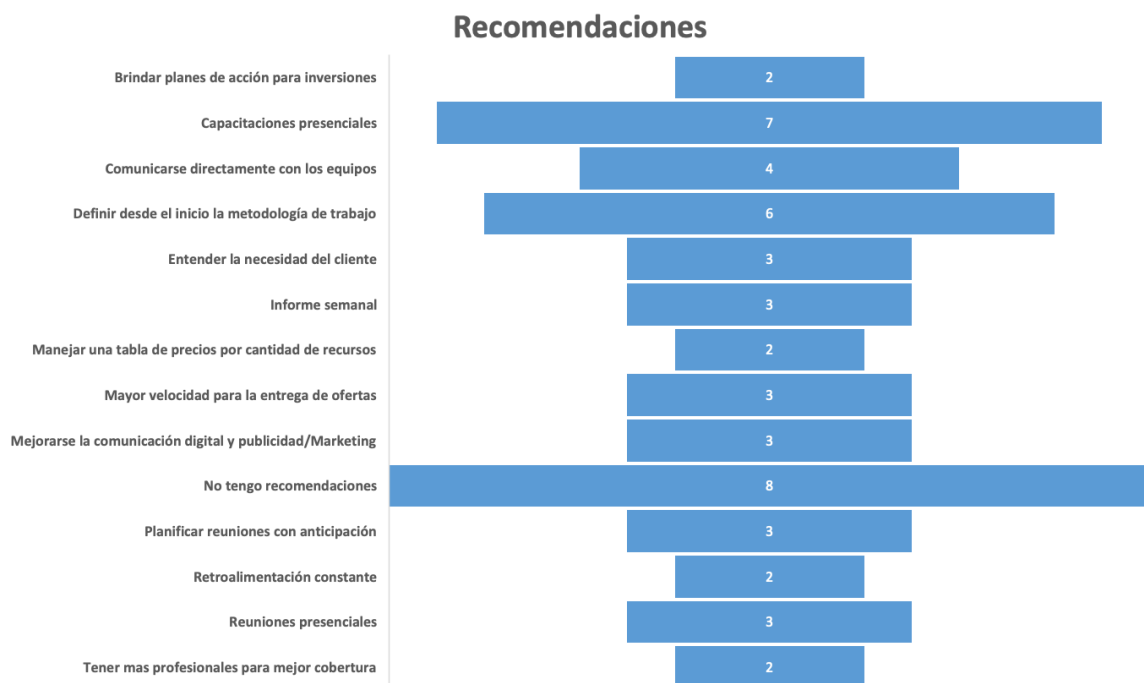 Recomendaciones
Brindar planes de acción para inversiones 2
Capacitaciones presenciales 7
Comunicarse directamente con los equipos 4
Definir desde el inicio la metodología de trabajo 6
Entender la necesidad del cliente 3
Informe semanal 3
Manejar una tabla de precios por cantidad de recursos 2
Mayor velocidad para la entrega de ofertas 3
Mejorarse la comunicación digital y publicidad/Marketing 3
No tengo recomendaciones 8
Planificar reuniones con anticipación 3
Retroalimentación constante 2
Reuniones presenciales 3
Tener mas profesionales para mejor cobertura 2